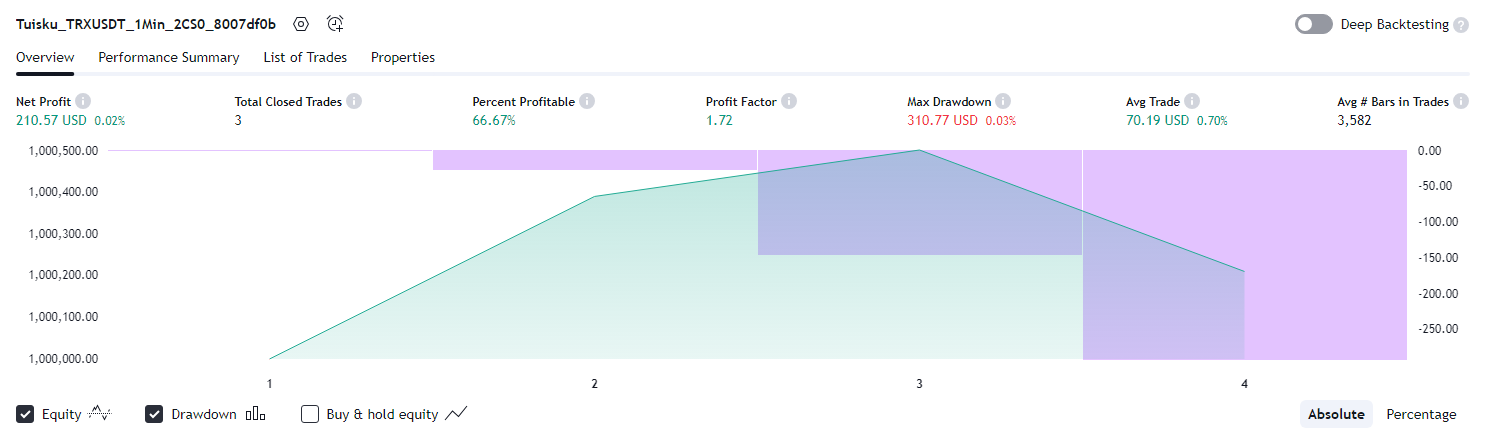 Tuisku_TRXUSDT_1Min_2CS0_8007df0b
Deep Backtesting ?
Overview Performance Summary List of Trades Properties
Net Profit i Total Closed Trades i Percent Profitable i Profit Factor i Max Drawdown i Avg Trade i Avg # Bars in Trades i
210.57 USD 0.02% 3 66.67% 1.72 310.77 USD 0.03% 70.19 USD 0.70% 3,582
1,000,500.00 0.00
1,000,400.00 -50.00
1,000,300.00 -100.00
1,000,200.00 -150.00
1,000,100.00 -200.00
1,000,000.00 -250.00
1 2 3 4
Equity Drawdown Buy & hold equity Absolute Percentage